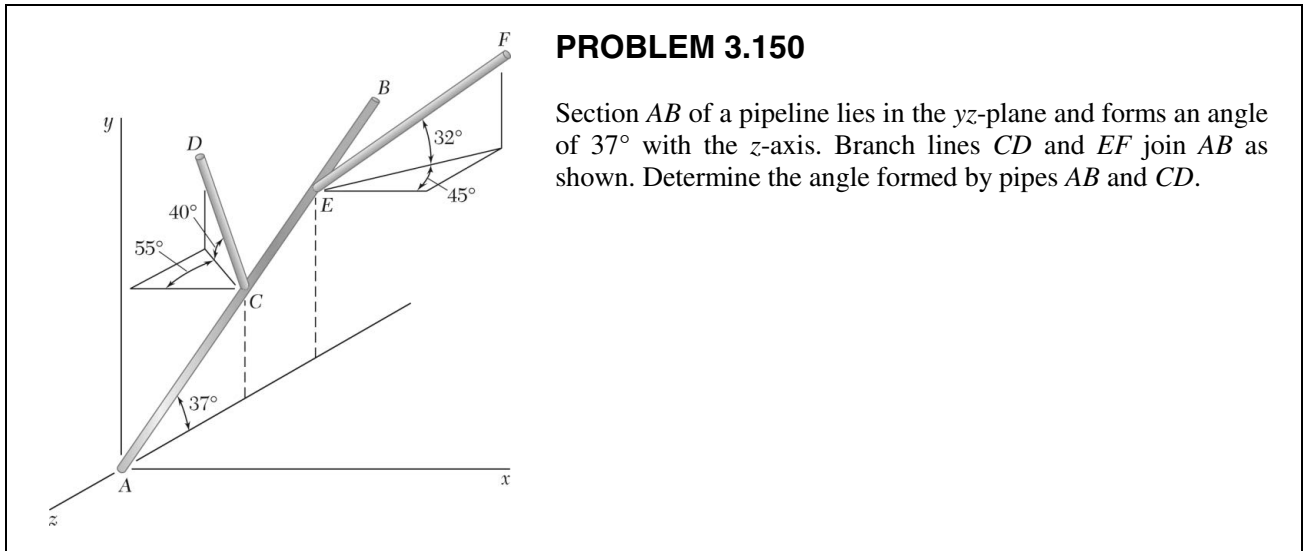 PROBLEM 3.150
Section AB of a pipeline lies in the yz-plane and forms an angle
of 37° with the z-axis. Branch lines CD and EF join AB as
shown. Determine the angle formed by pipes AB and CD.
F
B
y
D
32°
E
45°
40°
55°
C
37°
A
x
z